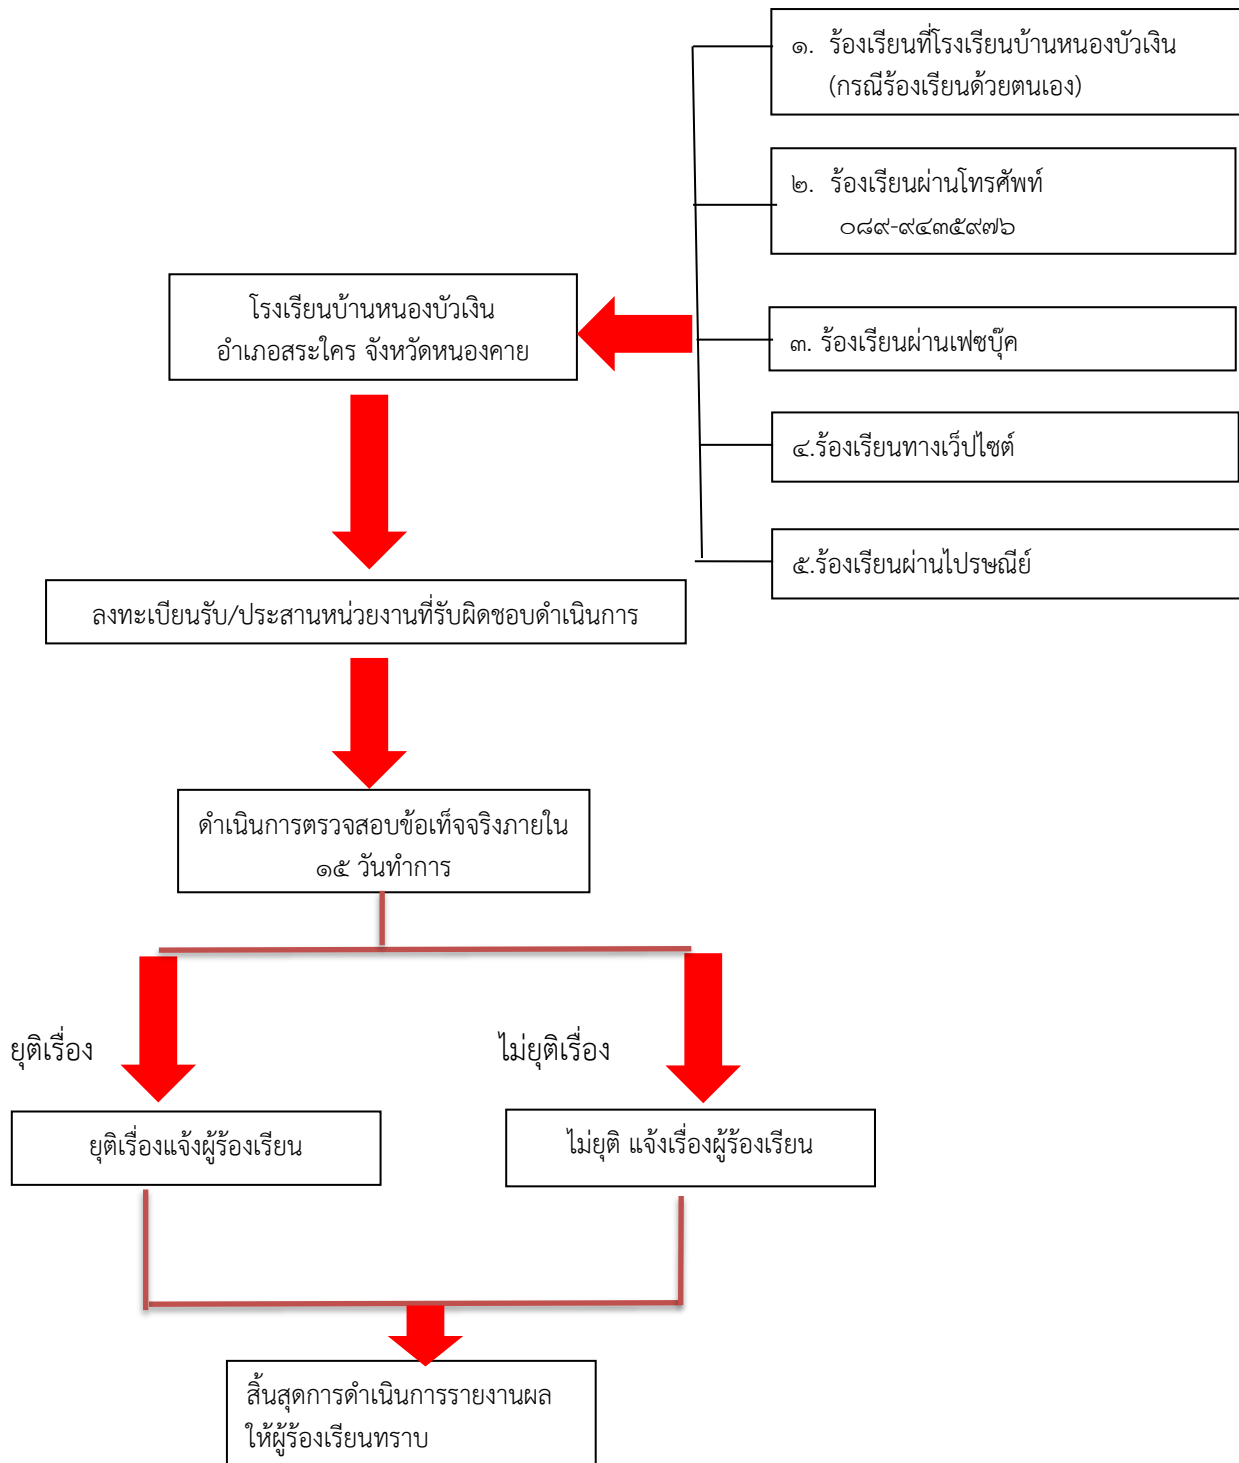 ๑. ร้องเรียนที่โรงเรียนบ้านหนองบัวเงิน
(กรณีร้องเรียนด้วยตนเอง)
๒. ร้องเรียนผ่านโทรศัพท์
๐๘๙-๙๔๓๕๙๗๖
โรงเรียนบ้านหนองบัวเงิน
อำเภอสระใคร จังหวัดหนองคาย
๓. ร้องเรียนผ่านเฟซบุ๊ค
๔.ร้องเรียนทางเว็ปไซต์
๕.ร้องเรียนผ่านไปรษณีย์
ลงทะเบียนรับ/ประสานหน่วยงานที่รับผิดชอบดำเนินการ
ดำเนินการตรวจสอบข้อเท็จจริงภายใน
๑๕ วันทำการ
ยุติเรื่อง
ไม่ยุติเรื่อง
ยุติเรื่องแจ้งผู้ร้องเรียน
ไม่ยุติ แจ้งเรื่องผู้ร้องเรียน
สิ้นสุดการดำเนินการรายงานผล
ให้ผู้ร้องเรียนทราบ